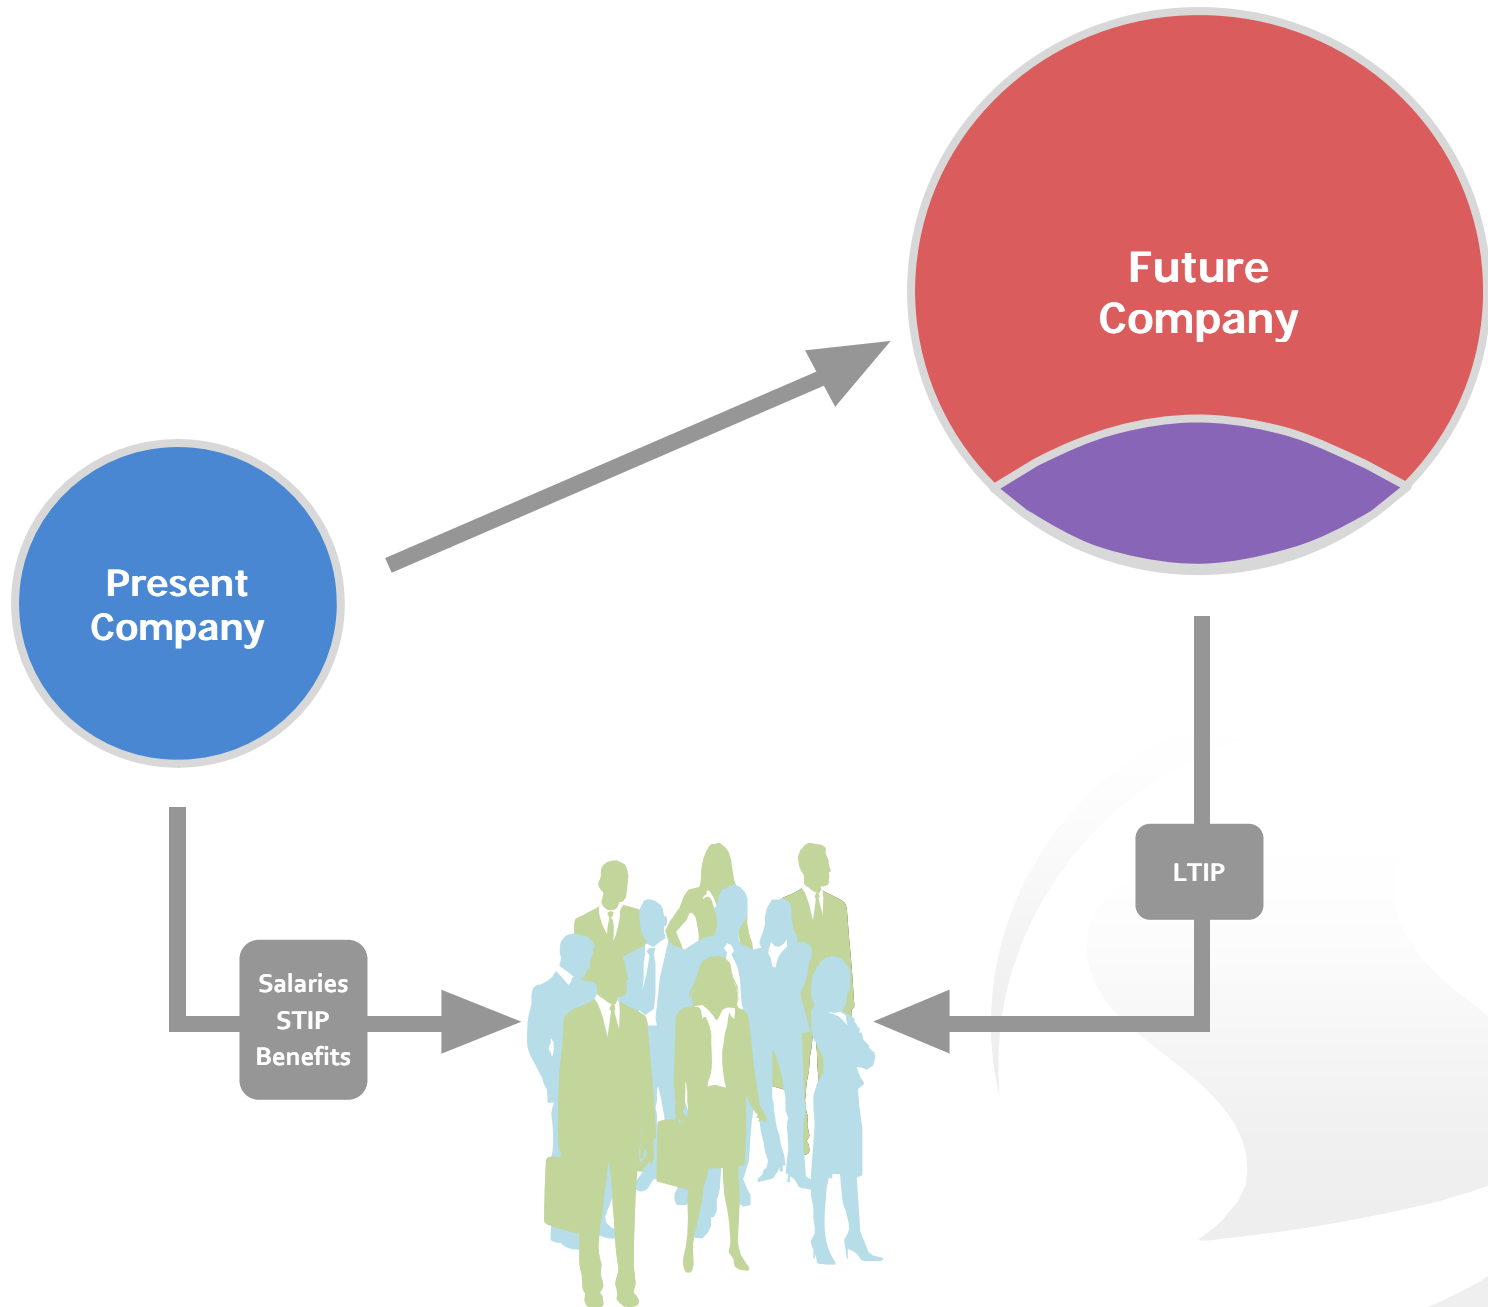 Future
Company
Present
Company
LTIP
Salaries
STIP
Benefits